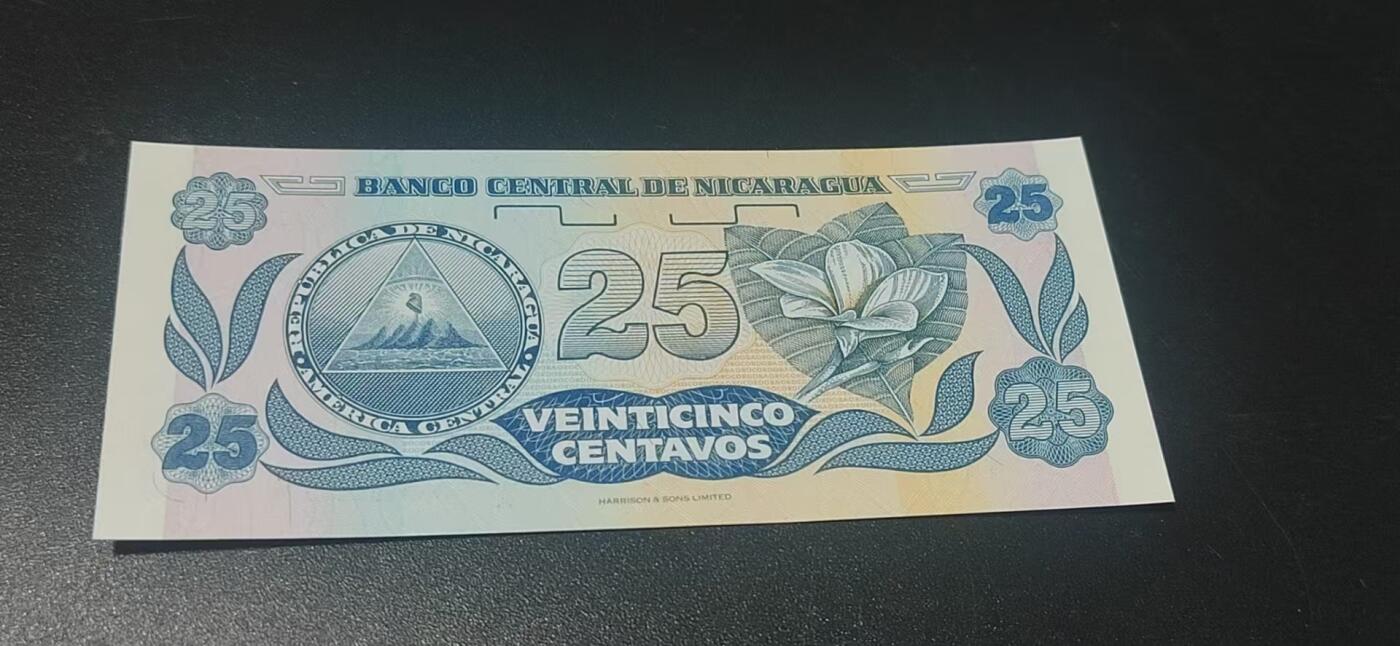 BANCO CENTRAL DE NICARAGUA
25
25
REPUBLICA DE NICARAGUA
AMERICA CENTRAL
25
VEINTICINCO
CENTAVOS
25
25
HARRISON & SONS LIMITED